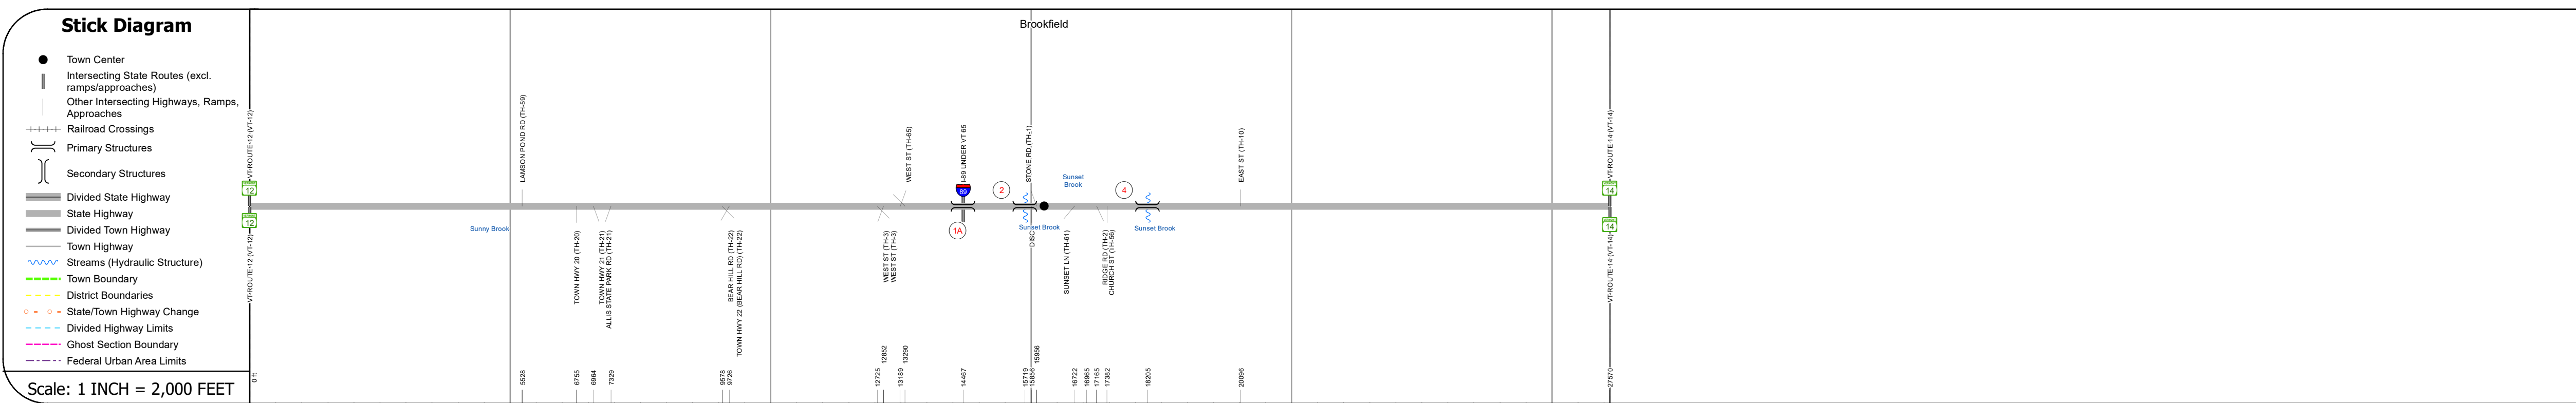 Stick Diagram
Town Center
Intersecting State Routes (excl.
ramps/approaches)
Other Intersecting Highways, Ramps,
Approaches
Railroad Crossings
Primary Structures
Secondary Structures
Divided State Highway
State Highway
Divided Town Highway
Town Highway
Streams (Hydraulic Structure)
Town Boundary
District Boundaries
State/Town Highway Change
Divided Highway Limits
Ghost Section Boundary
Federal Urban Area Limits
Scale: 1 INCH = 2,000 FEET
Brookfield
VT-ROUTE-12 (VT-12)
12
12
VT-ROUTE-12 (VT-12)
LAMSON POND RD (TH-59)
Sunny Brook
TOWN HWY 20 (TH-20)
TOWN HWY 21 (TH-21)
ALLIS STATE PARK RD (TH-21)
BEAR HILL RD (TH-22)
TOWN HWY 22 (BEAR HILL RD) (TH-22)
WEST ST (TH-3)
WEST ST (TH-3)
WEST ST (TH-65)
I-89 UNDER VT 65
89
1A
2
STONE RD (TH-1)
Sunset Brook
DISC
Sunset
Brook
SUNSET LN (TH-61)
RIDGE RD (TH-2)
CHURCH ST (TH-56)
4
Sunset Brook
EAST ST (TH-10)
VT-ROUTE-14 (VT-14)
14
14
VT-ROUTE-14 (VT-14)
0 ft
5528
6755
6964
7329
9578
9726
12725
12852
13189
13290
14467
15719
15856
15956
16722
16965
17165
17382
18205
20096
27570